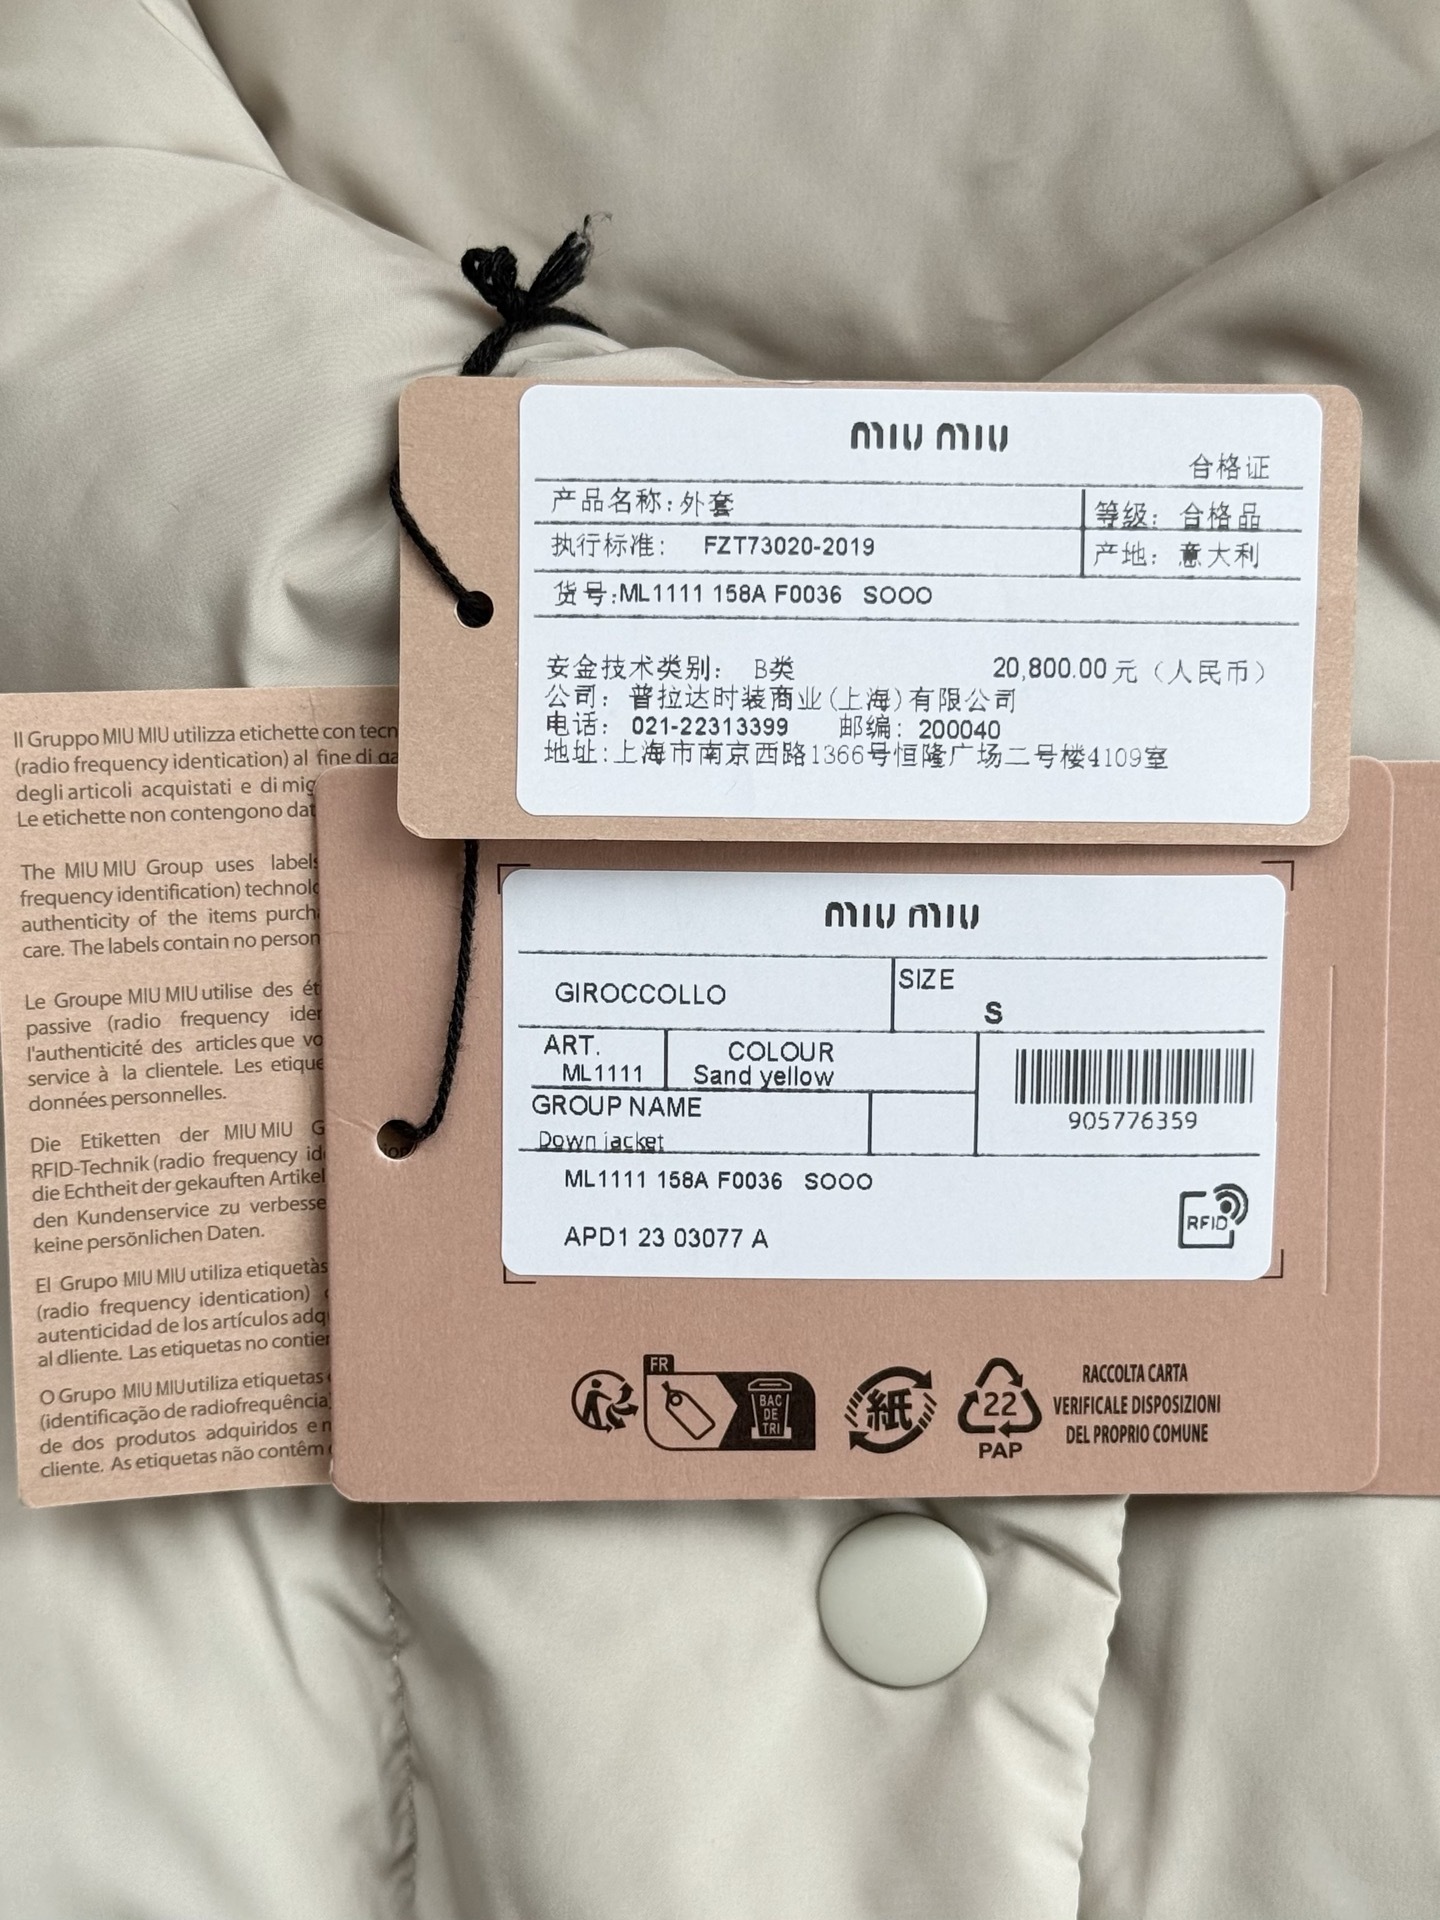 MIU MIU
合格证
产品名称：外套
等级： 合格品
执行标准： FZT73020-2019
产地： 意大利
货号：ML1111 158A F0036 SOOO
安金技术类别： B类 20,800.00元（人民币）
公司： 普拉达时装商业（上海）有限公司
电话： 021-22313399 邮编： 200040
地址：上海市南京西路1366号恒隆广场二号楼4109室
Il Gruppo MIU MIU utilizza etichette con tecn
(radio frequency identication) al fine di ga
degli articoli acquistati e di mig
Le etichette non contengono dat
The MIU MIU Group uses labels
frequency identification) technolo
authenticity of the items purch
care. The labels contain no person
Le Groupe MIU MIU utilise des ét
passive (radio frequency ider
l'authenticité des articles que vo
service à la clientele. Les etique
données personnelles.
Die Etiketten der MIU MIU G
RFID-Technik (radio frequency id
die Echtheit der gekauften Artikel
den Kundenservice zu verbesse
keine persönlichen Daten.
El Grupo MIU MIU utiliza etiquetàs
(radio frequency identication)
autenticidad de los artículos adq
al dliente. Las etiquetas no contier
O Grupo MIU MIU utiliza etiquetas
(identificação de radiofrequência
de dos produtos adquiridos e n
cliente. As etiquetas não contêm
MIU MIU
GIROCCOLLO
SIZE
S
ART.
ML1111
COLOUR
Sand yellow
905776359
GROUP NAME
Down jacket
ML1111 158A F0036 SOOO
APD1 23 03077 A
RFID
FR
BAC
DE
TRI
紙
22
PAP
RACCOLTA CARTA
VERIFICALE DISPOSIZIONI
DEL PROPRIO COMUNE